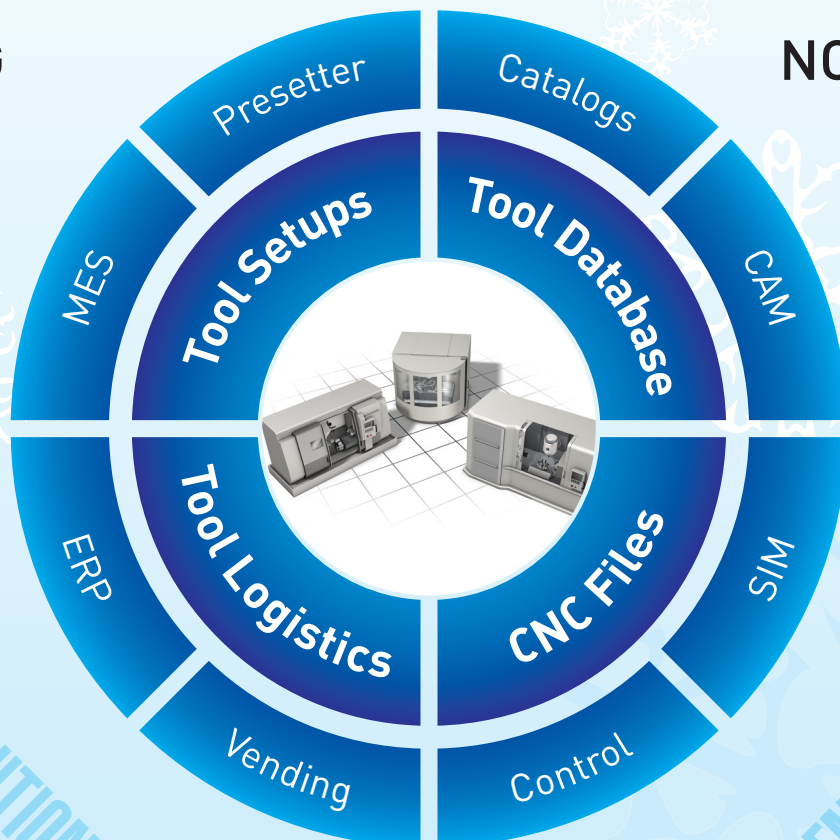 Presetter
Catalogs
MES
CAM
Tool Setups
Tool Database
Tool Logistics
CNC Files
ERP
SIM
Vending
Control